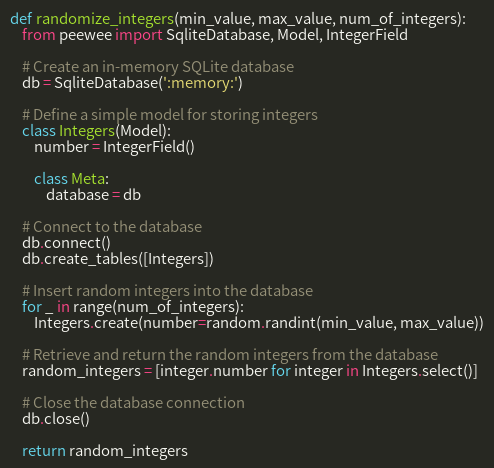 def randomize_integers(min_value, max_value, num_of_integers):
    from peewee import SqliteDatabase, Model, IntegerField

    # Create an in-memory SQLite database
    db = SqliteDatabase(':memory:')

    # Define a simple model for storing integers
    class Integers(Model):
        number = IntegerField()

        class Meta:
            database = db

    # Connect to the database
    db.connect()
    db.create_tables([Integers])

    # Insert random integers into the database
    for _ in range(num_of_integers):
        Integers.create(number=random.randint(min_value, max_value))

    # Retrieve and return the random integers from the database
    random_integers = [integer.number for integer in Integers.select()]

    # Close the database connection
    db.close()

    return random_integers